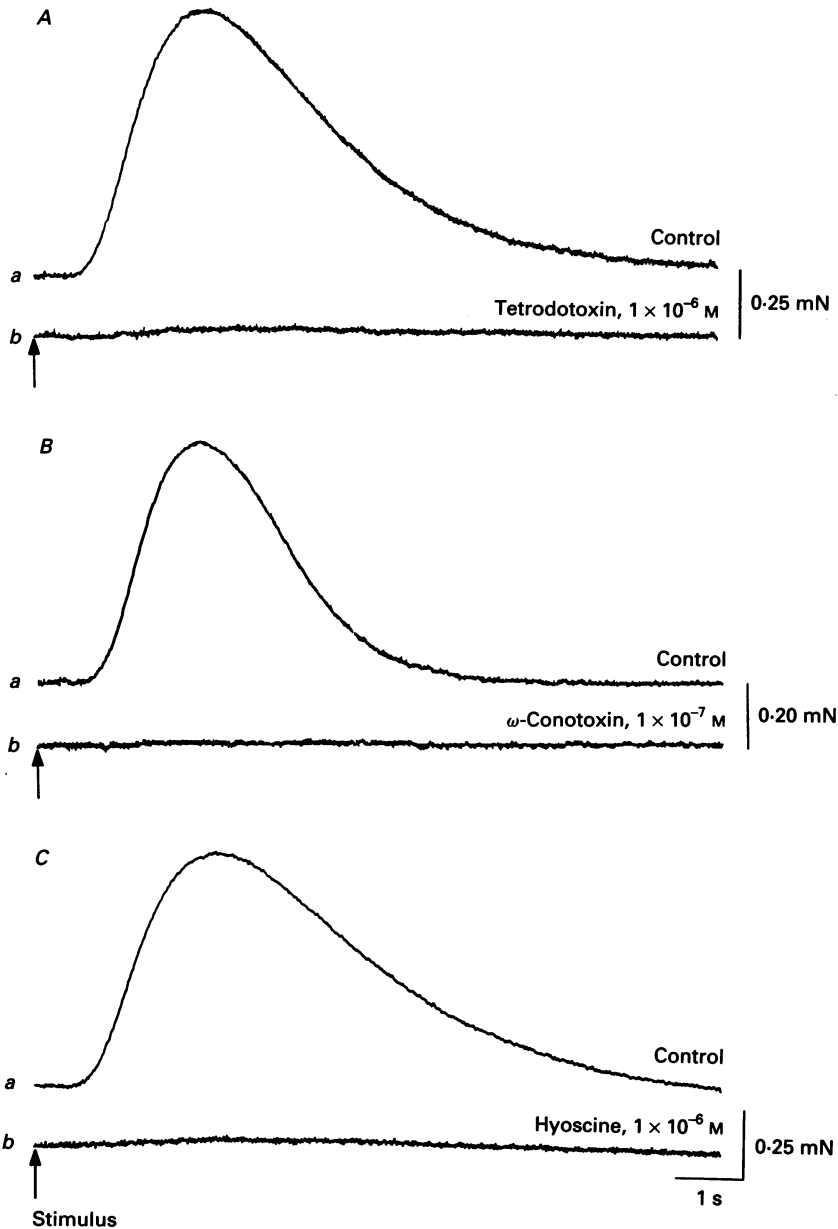 A
Control
a
0·25 mN
Tetrodotoxin, 1 × 10⁻⁶ M
b
B
Control
a
0·20 mN
ω-Conotoxin, 1 × 10⁻⁷ M
b
C
Control
a
Hyoscine, 1 × 10⁻⁶ M
b
0·25 mN
1 s
Stimulus